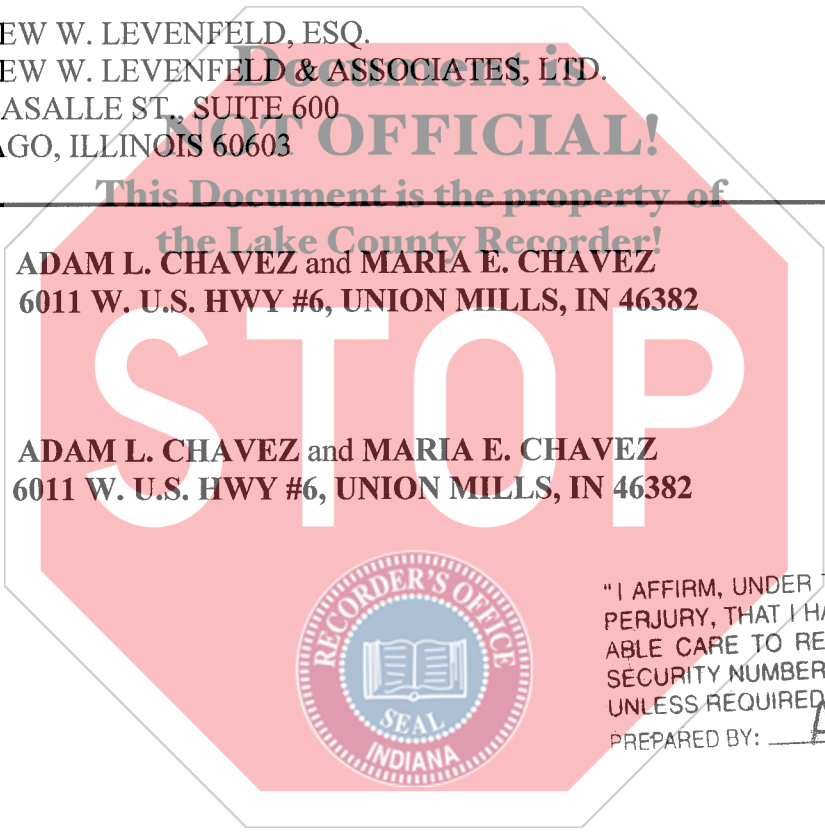 EW W. LEVENFELD, ESQ.
Document is
EW W. LEVENFELD & ASSOCIATES, LTD.
ASALLE ST., SUITE 600
NOT OFFICIAL!
AGO, ILLINOIS 60603
This Document is the property of
the Lake County Recorder!
ADAM L. CHAVEZ and MARIA E. CHAVEZ
6011 W. U.S. HWY #6, UNION MILLS, IN 46382
STOP
ADAM L. CHAVEZ and MARIA E. CHAVEZ
6011 W. U.S. HWY #6, UNION MILLS, IN 46382
RECORDER'S OFFICE
SEAL
INDIANA
"I AFFIRM, UNDER T
PERJURY, THAT I HA
ABLE CARE TO RE
SECURITY NUMBER
UNLESS REQUIRED
PREPARED BY: